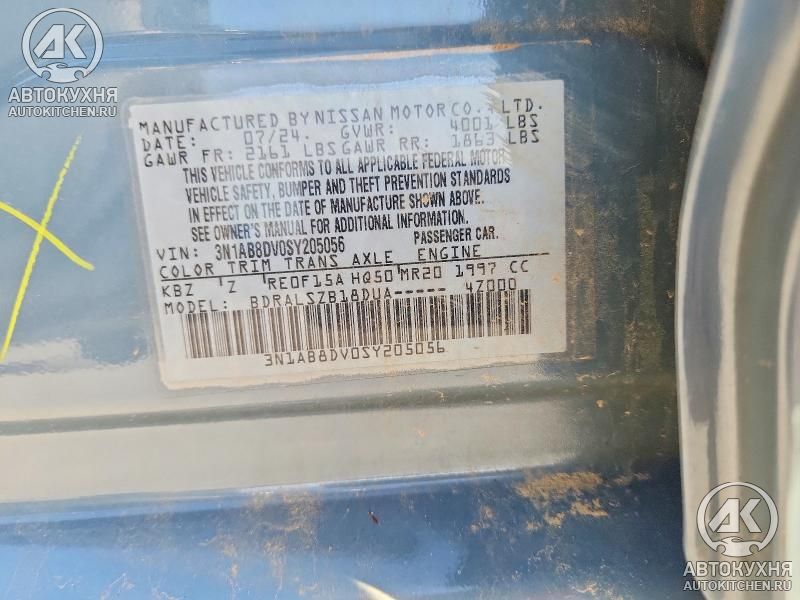 АК
АВТОКУХНЯ
AUTOKITCHEN.RU
MANUFACTURED BY NISSAN MOTOR CO., LTD.
DATE: 07/24. GVWR: 4001 LBS
GAWR FR: 2161 LBS GAWR RR: 1863 LBS
THIS VEHICLE CONFORMS TO ALL APPLICABLE FEDERAL MOTOR
VEHICLE SAFETY, BUMPER AND THEFT PREVENTION STANDARDS
IN EFFECT ON THE DATE OF MANUFACTURE SHOWN ABOVE.
SEE OWNER'S MANUAL FOR ADDITIONAL INFORMATION.
VIN: 3N1AB8DV0SY205056 PASSENGER CAR.
COLOR TRIM TRANS AXLE ENGINE
KBZ 'Z 'RE0F15A HQ50 MR20 1997 CC
MODEL: BDRALSZB18DUA----- 4Z000
3N1AB8DV0SY205056
АК
АВТОКУХНЯ
AUTOKITCHEN.RU